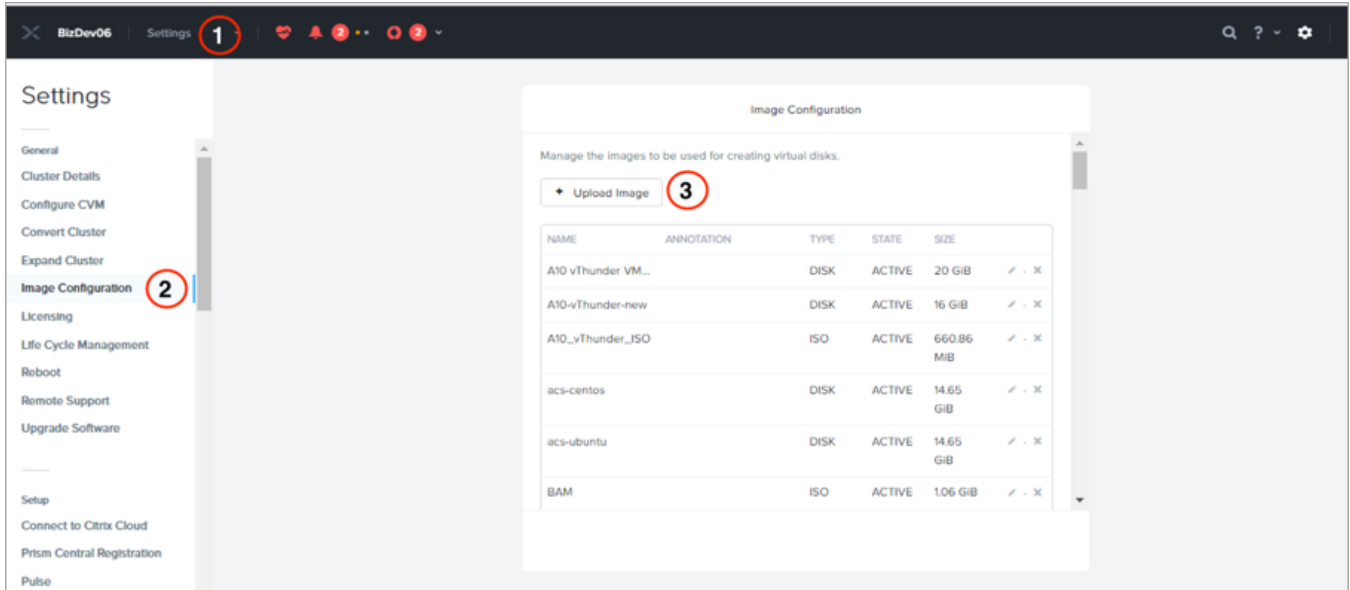 BizDev06 Settings 1 2 2 ?
Settings
General
Cluster Details
Configure CVM
Convert Cluster
Expand Cluster
Image Configuration 2
Licensing
Life Cycle Management
Reboot
Remote Support
Upgrade Software
Setup
Connect to Citrix Cloud
Prism Central Registration
Pulse
Image Configuration
Manage the images to be used for creating virtual disks.
+ Upload Image 3
NAME ANNOTATION TYPE STATE SIZE
A10 vThunder VM... DISK ACTIVE 20 GiB
A10-vThunder-new DISK ACTIVE 16 GiB
A10_vThunder_ISO ISO ACTIVE 660.86
MiB
acs-centos DISK ACTIVE 14.65
GiB
acs-ubuntu DISK ACTIVE 14.65
GiB
BAM ISO ACTIVE 1.06 GiB